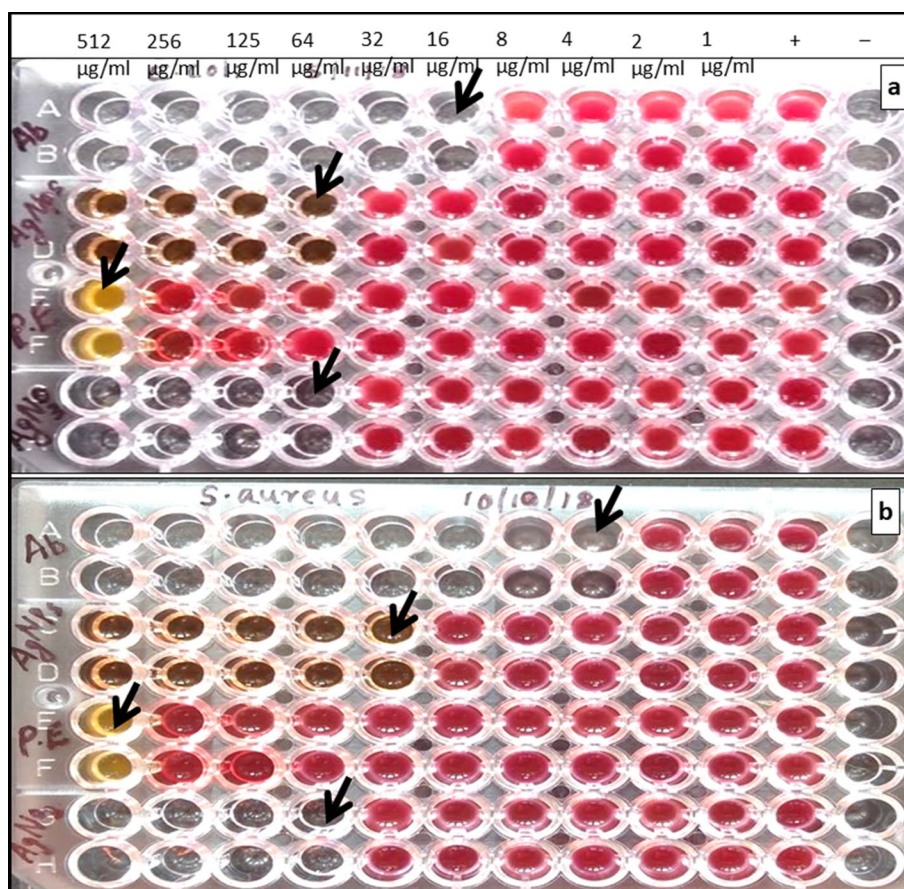 512 256 125 64 32 16 8 4 2 1 + –
µg/ml µg/ml µg/ml µg/ml µg/ml µg/ml µg/ml µg/ml µg/ml µg/ml
a
A
Ab
B
AgNPs
D
E
P.E
F
AgNo3
S. aureus 10/10/18
b
A
Ab
B
AgNPs
D
E
P.E
F
AgNo3
H